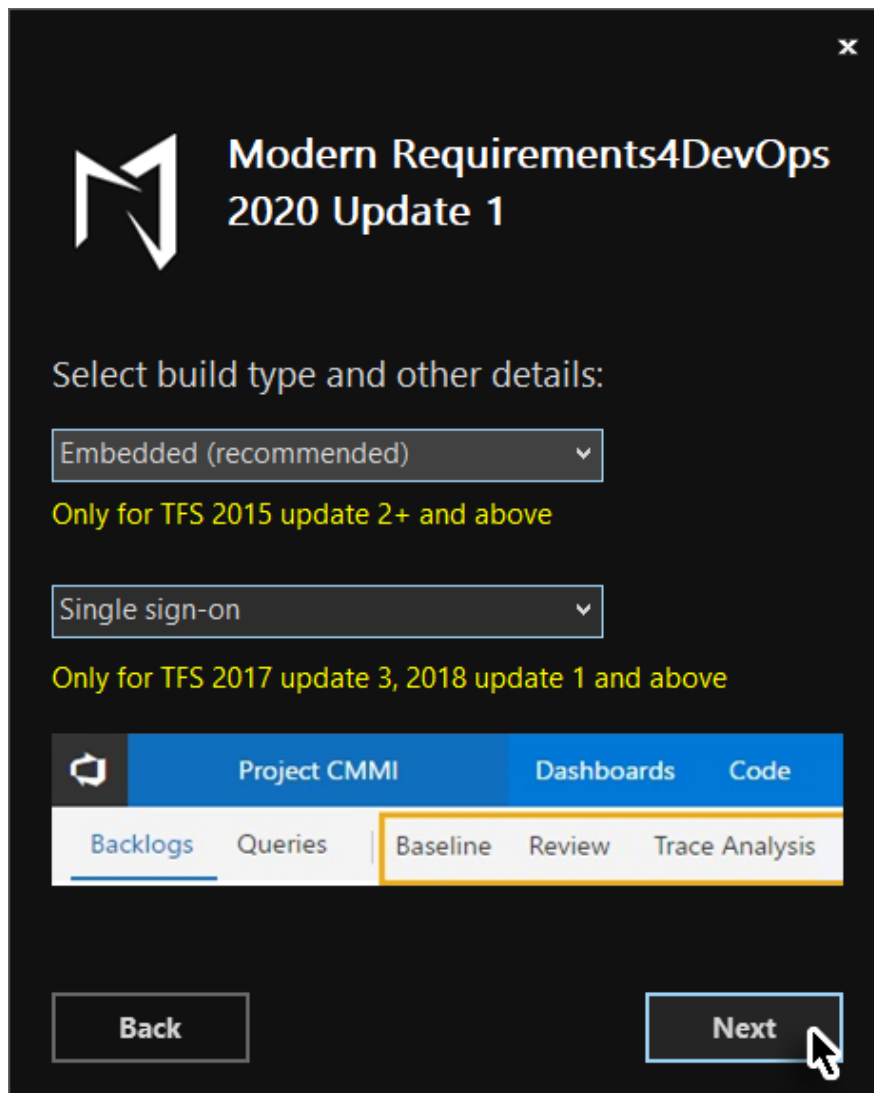 Modern Requirements4DevOps
2020 Update 1
Select build type and other details:
Embedded (recommended)
Only for TFS 2015 update 2+ and above
Single sign-on
Only for TFS 2017 update 3, 2018 update 1 and above
Project CMMI Dashboards Code
Backlogs Queries Baseline Review Trace Analysis
Back Next